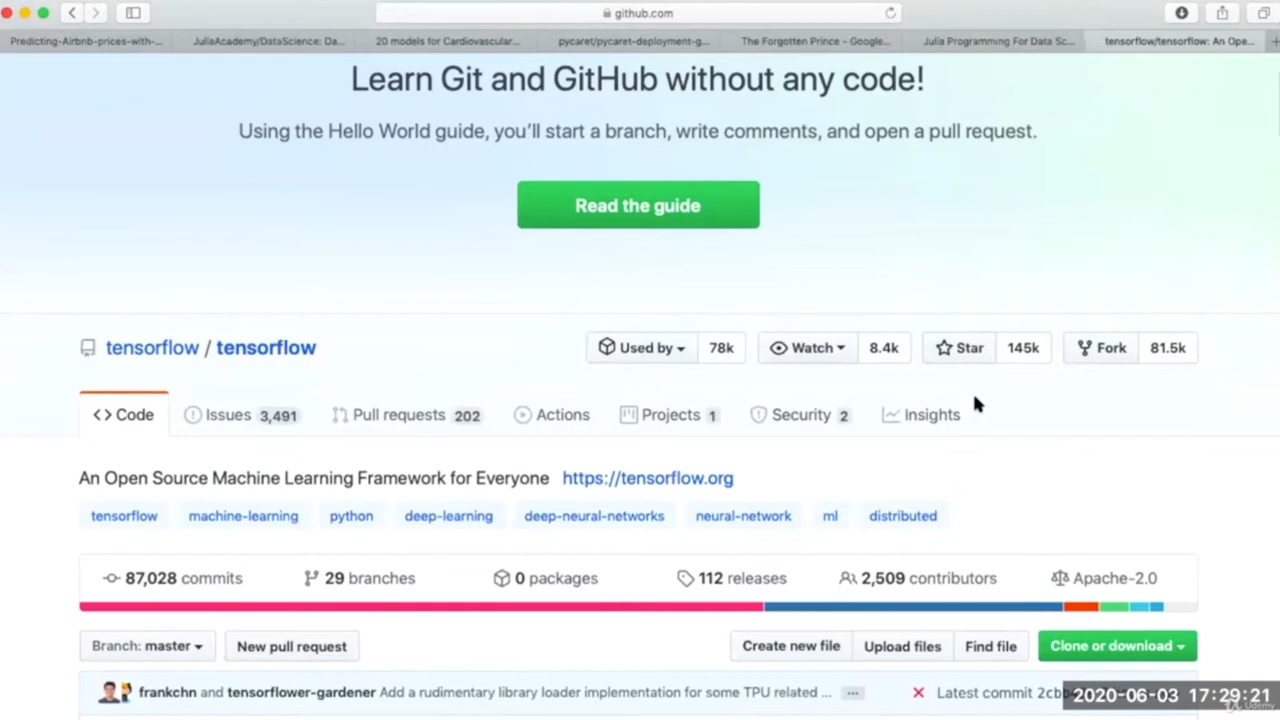 github.com
Predicting-Airbnb-prices-with-... JuliaAcademy/DataScience: Da... 20 models for Cardiovascular... pycaret/pycaret-deployment-g... The Forgotten Prince - Google... Julia Programming For Data Sc... tensorflow/tensorflow: An Ope...
Learn Git and GitHub without any code!
Using the Hello World guide, you'll start a branch, write comments, and open a pull request.
Read the guide
tensorflow / tensorflow Used by 78k Watch 8.4k Star 145k Fork 81.5k
<> Code Issues 3,491 Pull requests 202 Actions Projects 1 Security 2 Insights
An Open Source Machine Learning Framework for Everyone https://tensorflow.org
tensorflow machine-learning python deep-learning deep-neural-networks neural-network ml distributed
87,028 commits 29 branches 0 packages 112 releases 2,509 contributors Apache-2.0
Branch: master New pull request Create new file Upload files Find file Clone or download
frankchn and tensorflower-gardener Add a rudimentary library loader implementation for some TPU related ... ... Latest commit 2cb
2020-06-03 17:29:21
Udemy